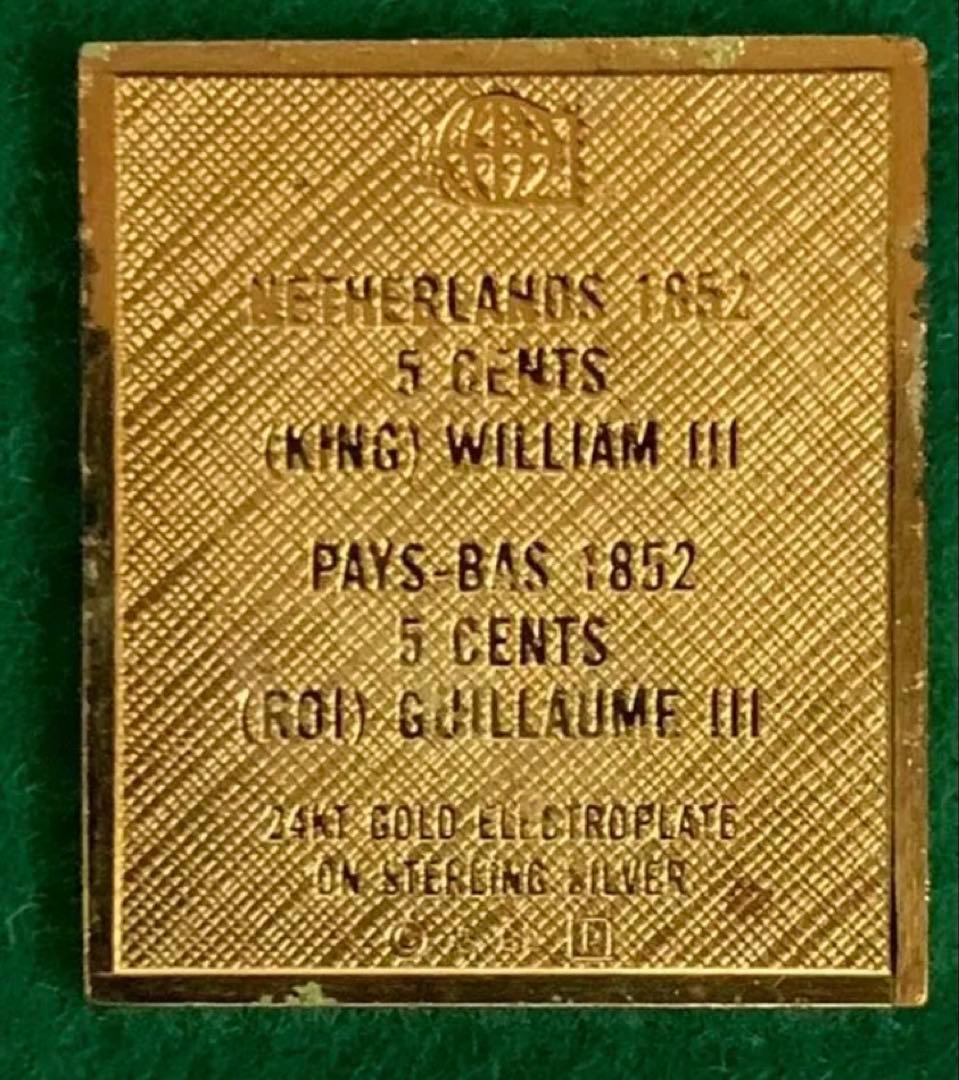 NETHERLANDS 1852
5 CENTS
(KING) WILLIAM III
PAYS-BAS 1852
5 CENTS
(ROI) GUILLAUME III
24KT GOLD ELECTROPLATE
ON STERLING SILVER
©